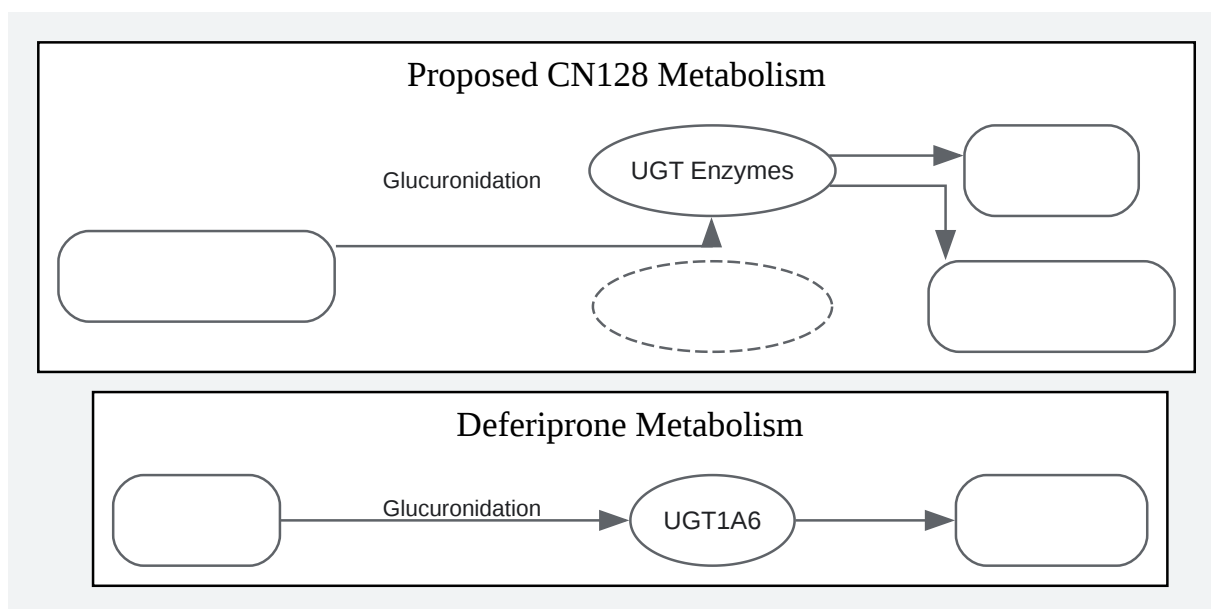 Proposed CN128 Metabolism
UGT Enzymes
Glucuronidation
Deferiprone Metabolism
Glucuronidation
UGT1A6